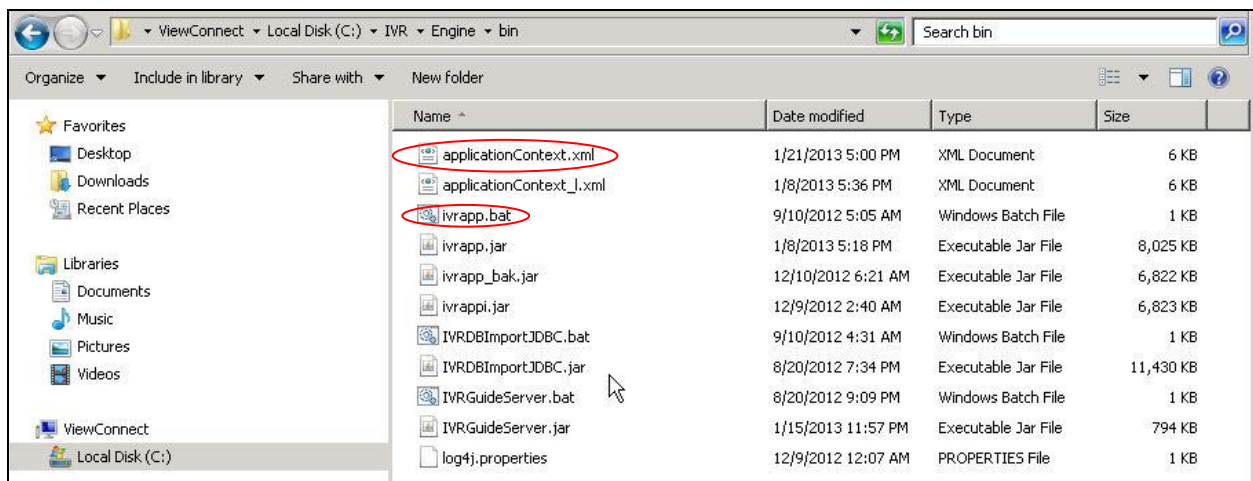 ViewConnect Local Disk (C:) IVR Engine bin Search bin
Organize Include in library Share with New folder
Favorites
Desktop
Downloads
Recent Places
Libraries
Documents
Music
Pictures
Videos
ViewConnect
Local Disk (C:)
Name Date modified Type Size
applicationContext.xml 1/21/2013 5:00 PM XML Document 6 KB
applicationContext_l.xml 1/8/2013 5:36 PM XML Document 6 KB
ivrapp.bat 9/10/2012 5:05 AM Windows Batch File 1 KB
ivrapp.jar 1/8/2013 5:18 PM Executable Jar File 8,025 KB
ivrapp_bak.jar 12/10/2012 6:21 AM Executable Jar File 6,822 KB
ivrappi.jar 12/9/2012 2:40 AM Executable Jar File 6,823 KB
IVRDBImportJDBC.bat 9/10/2012 4:31 AM Windows Batch File 1 KB
IVRDBImportJDBC.jar 8/20/2012 7:34 PM Executable Jar File 11,430 KB
IVRGuideServer.bat 8/20/2012 9:09 PM Windows Batch File 1 KB
IVRGuideServer.jar 1/15/2013 11:57 PM Executable Jar File 794 KB
log4j.properties 12/9/2012 12:07 AM PROPERTIES File 1 KB